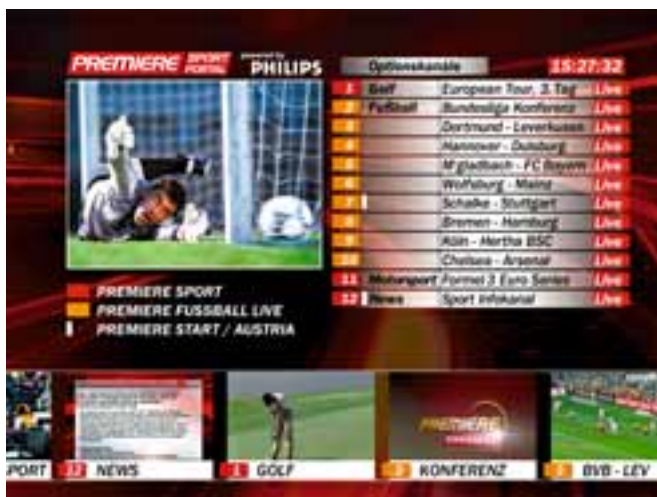 PREMIERE SPORT PORTAL powered by PHILIPS
Optionskanäle 15:27:32
1 Golf European Tour, 3. Tag Live
2 Fußball Bundesliga Konferenz Live
3 Dortmund - Leverkusen Live
4 Hannover - Duisburg Live
5 M'gladbach - FC Bayern Live
6 Wolfsburg - Mainz Live
7 Schalke - Stuttgart Live
8 Bremen - Hamburg Live
9 Köln - Hertha BSC Live
10 Chelsea - Arsenal Live
11 Motorsport Formel 3 Euro Series Live
12 News Sport Infokanal Live
PREMIERE SPORT
PREMIERE FUSSBALL LIVE
PREMIERE START / AUSTRIA
PREMIERE
PORT 12 NEWS 1 GOLF 2 KONFERENZ 3 BVB - LEV